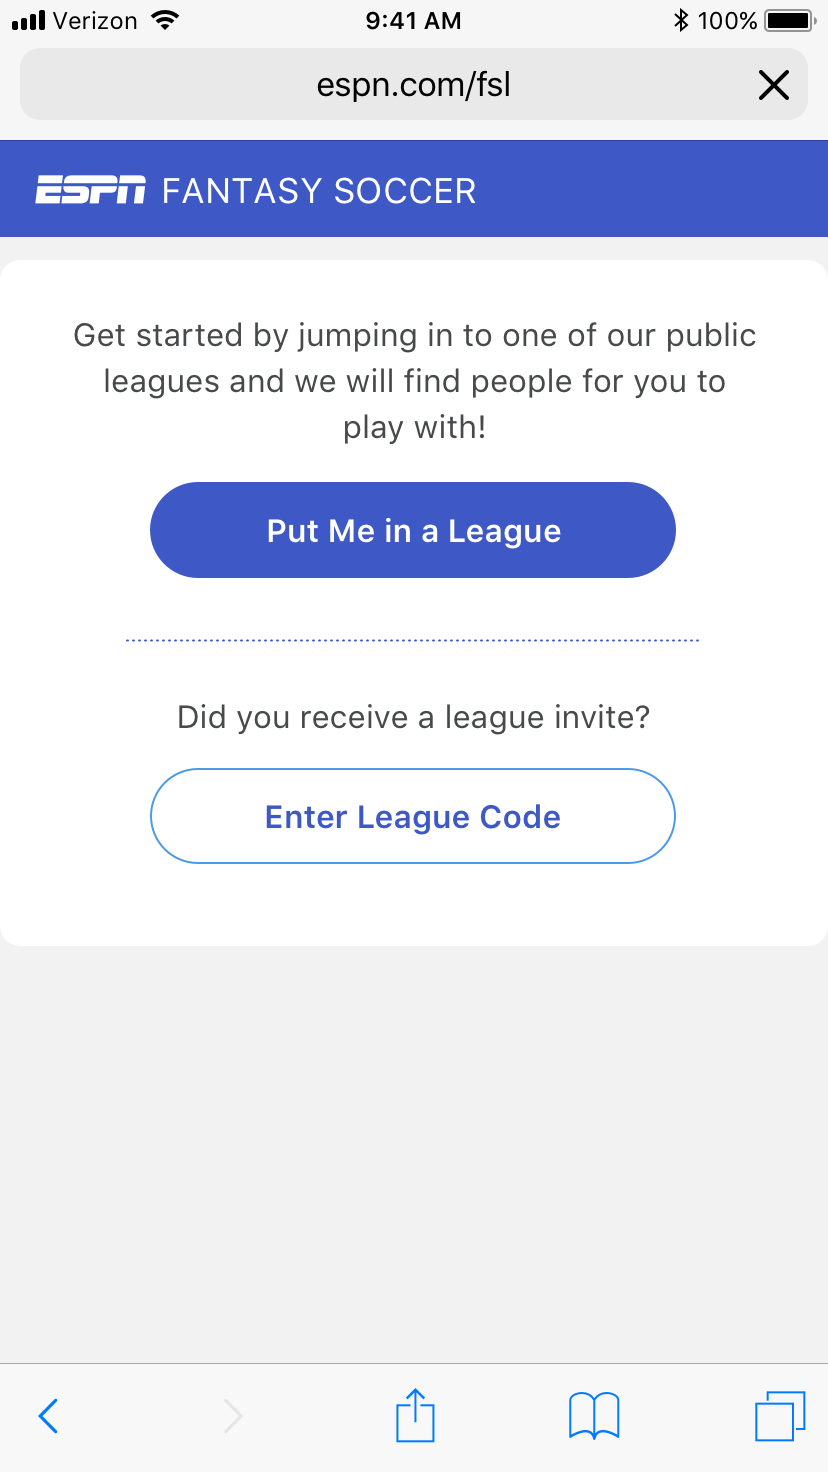 Verizon 9:41 AM 100%
espn.com/fsl
ESPN FANTASY SOCCER
Get started by jumping in to one of our public
leagues and we will find people for you to
play with!
Put Me in a League
Did you receive a league invite?
Enter League Code